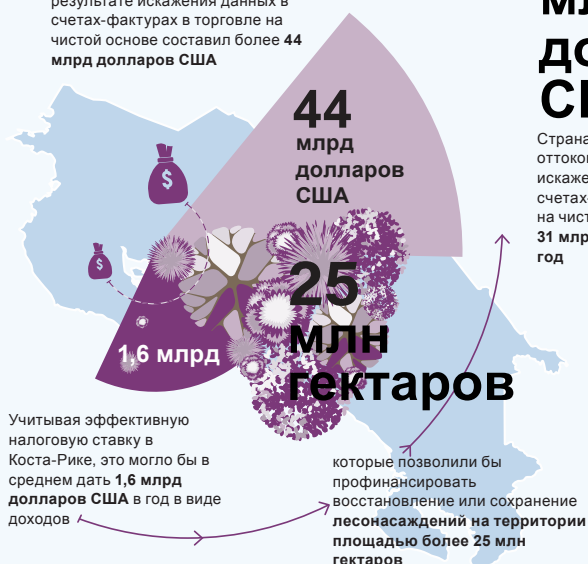 результате искажения данных в
счетах-фактурах в торговле на
чистой основе составил более 44
млрд долларов США
44
млрд
долларов
США
$
$
1,6 млрд
25
млн
гектаров
Учитывая эффективную
налоговую ставку в
Коста-Рике, это могло бы в
среднем дать 1,6 млрд
долларов США в год в виде
доходов
которые позволили бы
профинансировать
восстановление или сохранение
лесонасаждений на территории
площадью более 25 млн
гектаров
Страна
оттоком
искаже
счетах-
на чист
31 млр
год